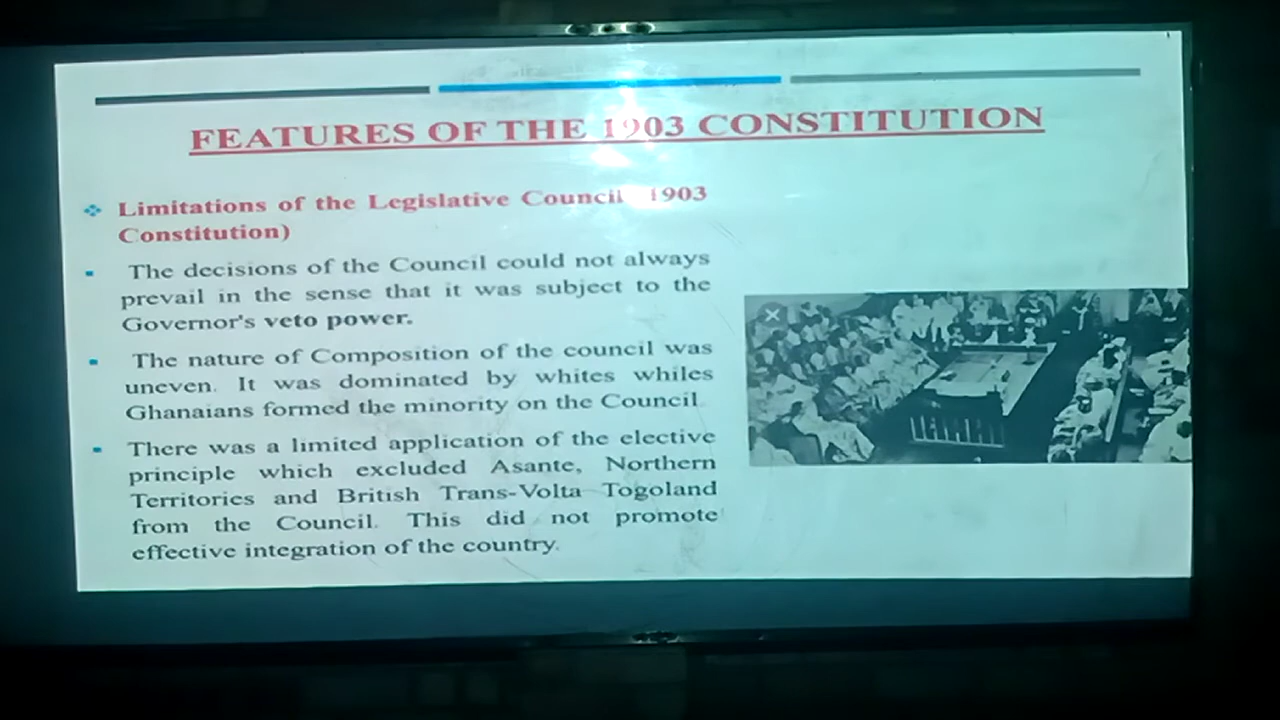 FEATURES OF THE 1903 CONSTITUTION
Limitations of the Legislative Council 1903
Constitution)
The decisions of the Council could not always
prevail in the sense that it was subject to the
Governor's veto power.
The nature of Composition of the council was
uneven. It was dominated by whites whiles
Ghanaians formed the minority on the Council.
There was a limited application of the elective
principle which excluded Asante, Northern
Territories and British Trans-Volta Togoland
from the Council. This did not promote
effective integration of the country.